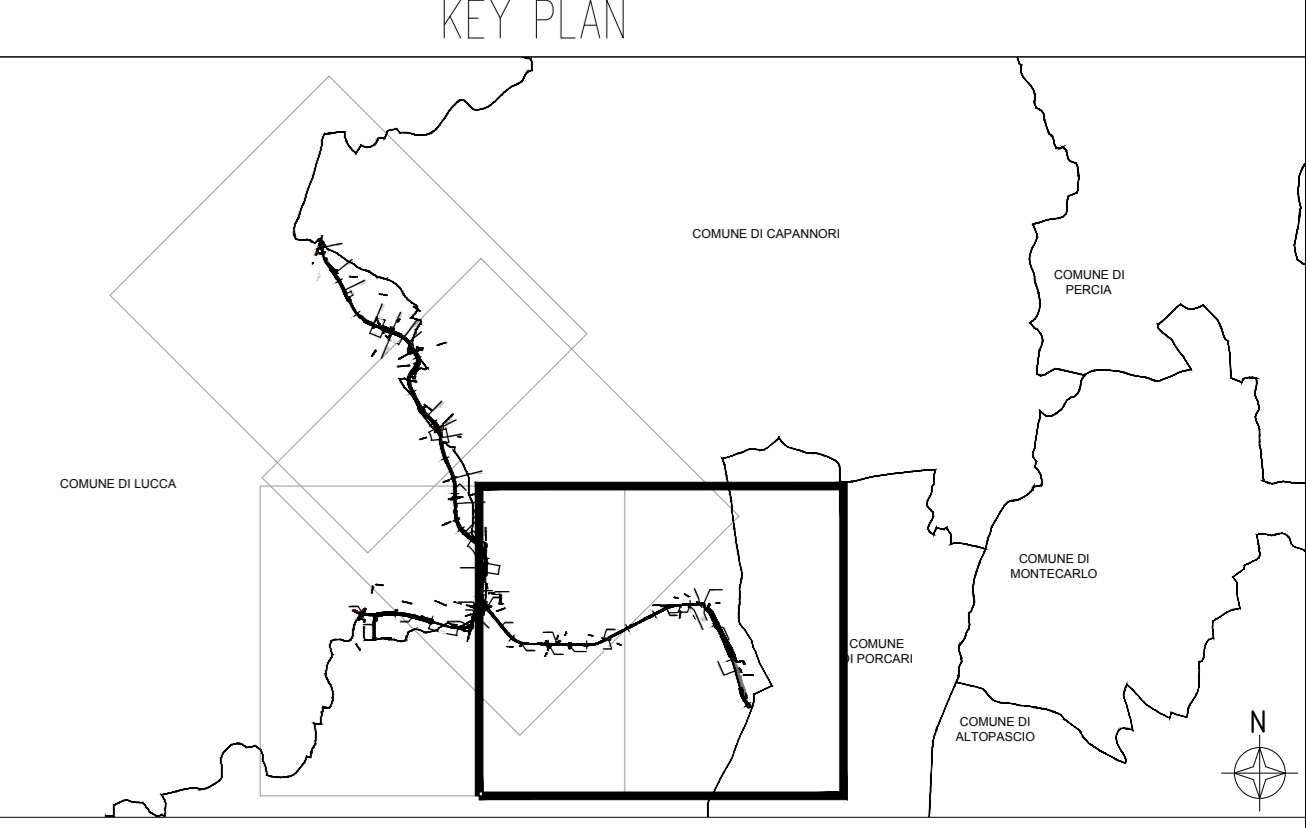 KEY PLAN
COMUNE DI CAPANNORI
COMUNE DI
PERCIA
COMUNE DI LUCCA
COMUNE DI
MONTECARLO
COMUNE
DI PORCARI
COMUNE DI
ALTOPASCIO
N